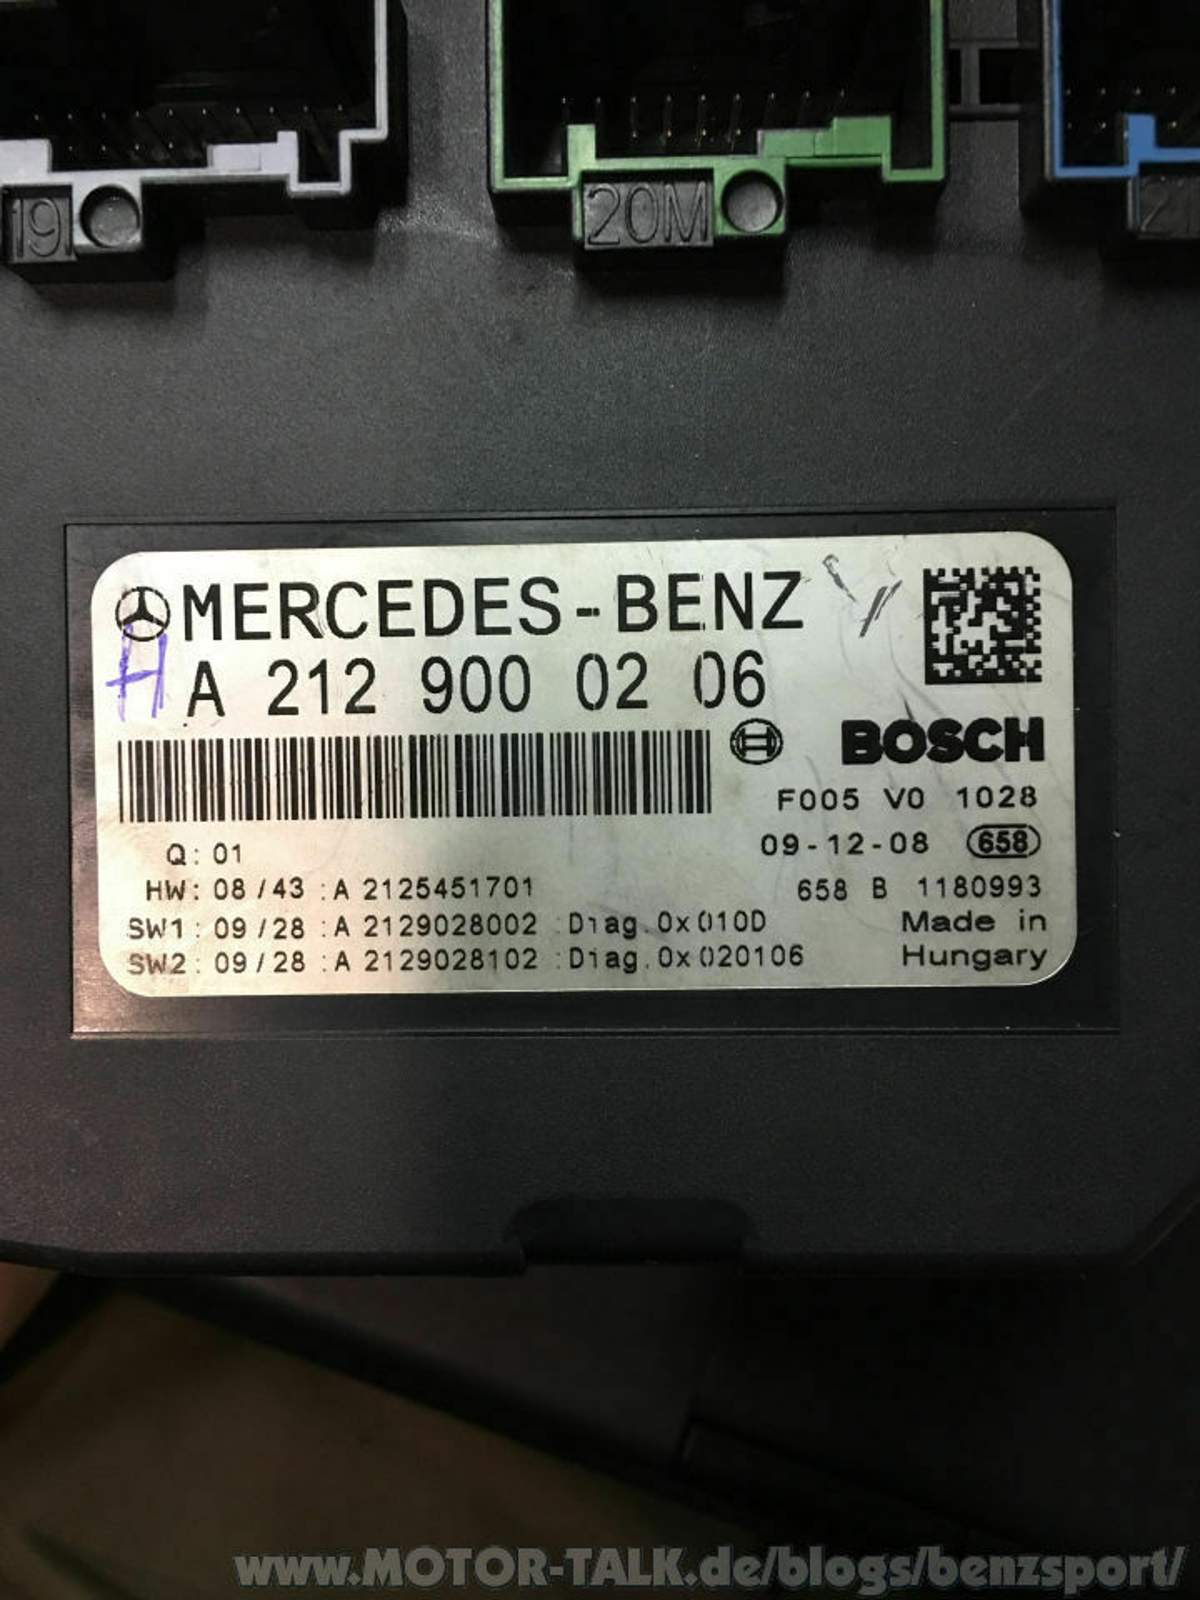 19
20M
MERCEDES-BENZ
H
A 212 900 02 06
BOSCH
F005 V0 1028
Q: 01
09-12-08 658
HW: 08/43 :A 2125451701
658 B 1180993
SW1: 09/28 :A 2129028002 :Diag.0x010D
Made in
SW2: 09/28 :A 2129028102 :Diag.0x020106
Hungary
www.MOTOR-TALK.de/blogs/benzsport/